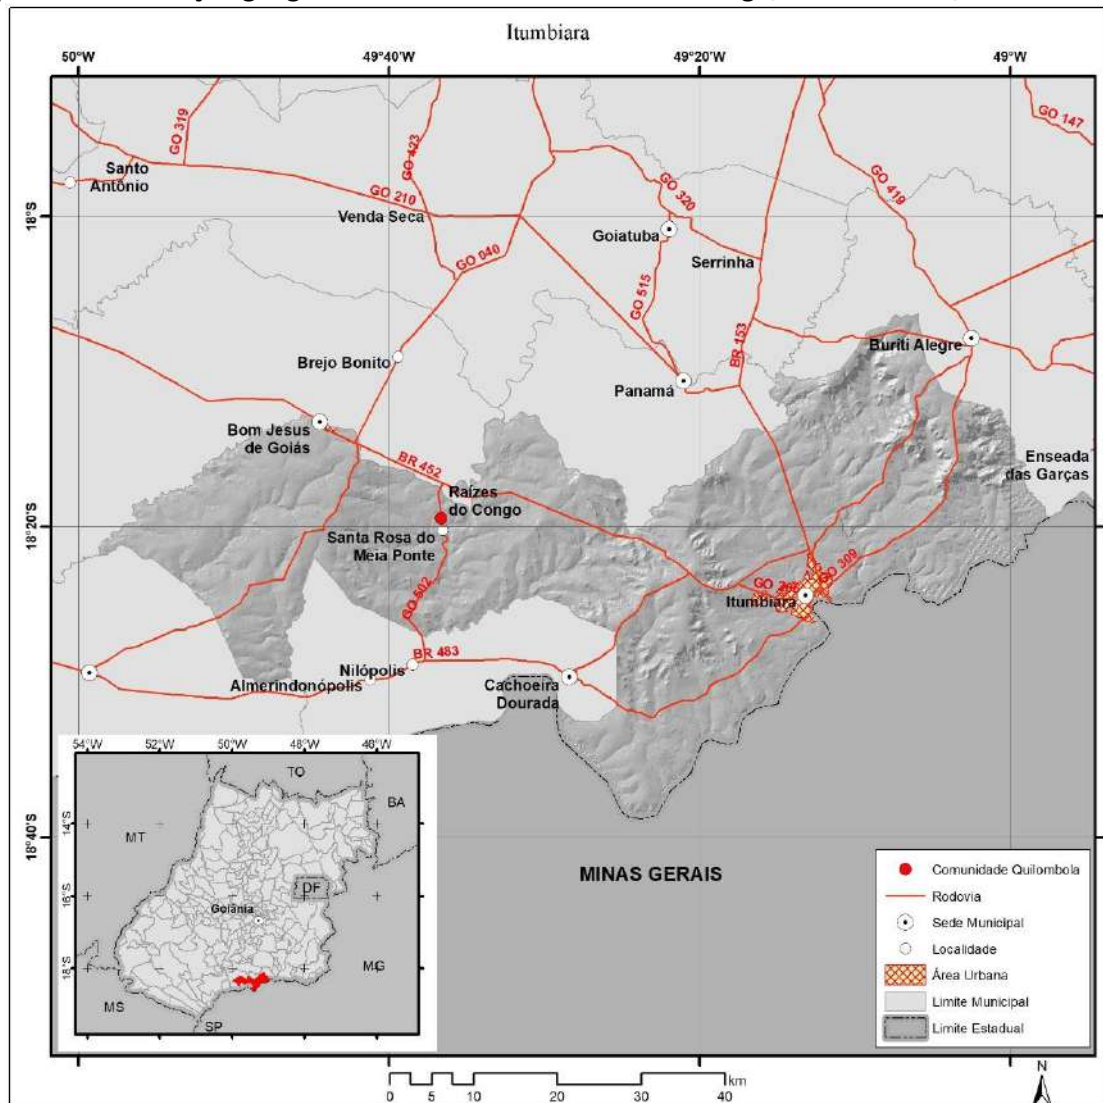 Itumbiara
50°W
49°40'W
49°20'W
49°W
GO 319
GO 423
GO 147
Santo
Antônio
GO 210
GO 320
GO 419
18°S
Venda Seca
Goiatuba
GO 040
Serrinha
GO 515
BR 153
Buriti Alegre
Brejo Bonito
Panamá
Bom Jesus
de Goiás
BR 452
Enseada
das Garças
Raízes
do Congo
18°20'S
Santa Rosa do
Meia Ponte
GO 502
GO 309
Itumbiara
BR 483
Nilópolis
Almerindonópolis
Cachoeira
Dourada
54°W
52°W
50°W
48°W
46°W
TO
BA
14°S
MT
18°40'S
MINAS GERAIS
DF
16°S
Goiânia
18°S
MG
MS
SP
Comunidade Quilombola
Rodovia
Sede Municipal
Localidade
Área Urbana
Limite Municipal
Limite Estadual
N
km
0
5
10
20
30
40